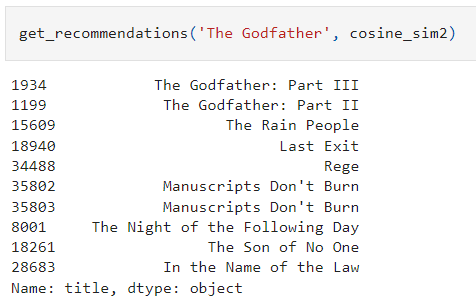 get_recommendations('The Godfather', cosine_sim2)
1934 The Godfather: Part III
1199 The Godfather: Part II
15609 The Rain People
18940 Last Exit
34488 Rege
35802 Manuscripts Don't Burn
35803 Manuscripts Don't Burn
8001 The Night of the Following Day
18261 The Son of No One
28683 In the Name of the Law
Name: title, dtype: object